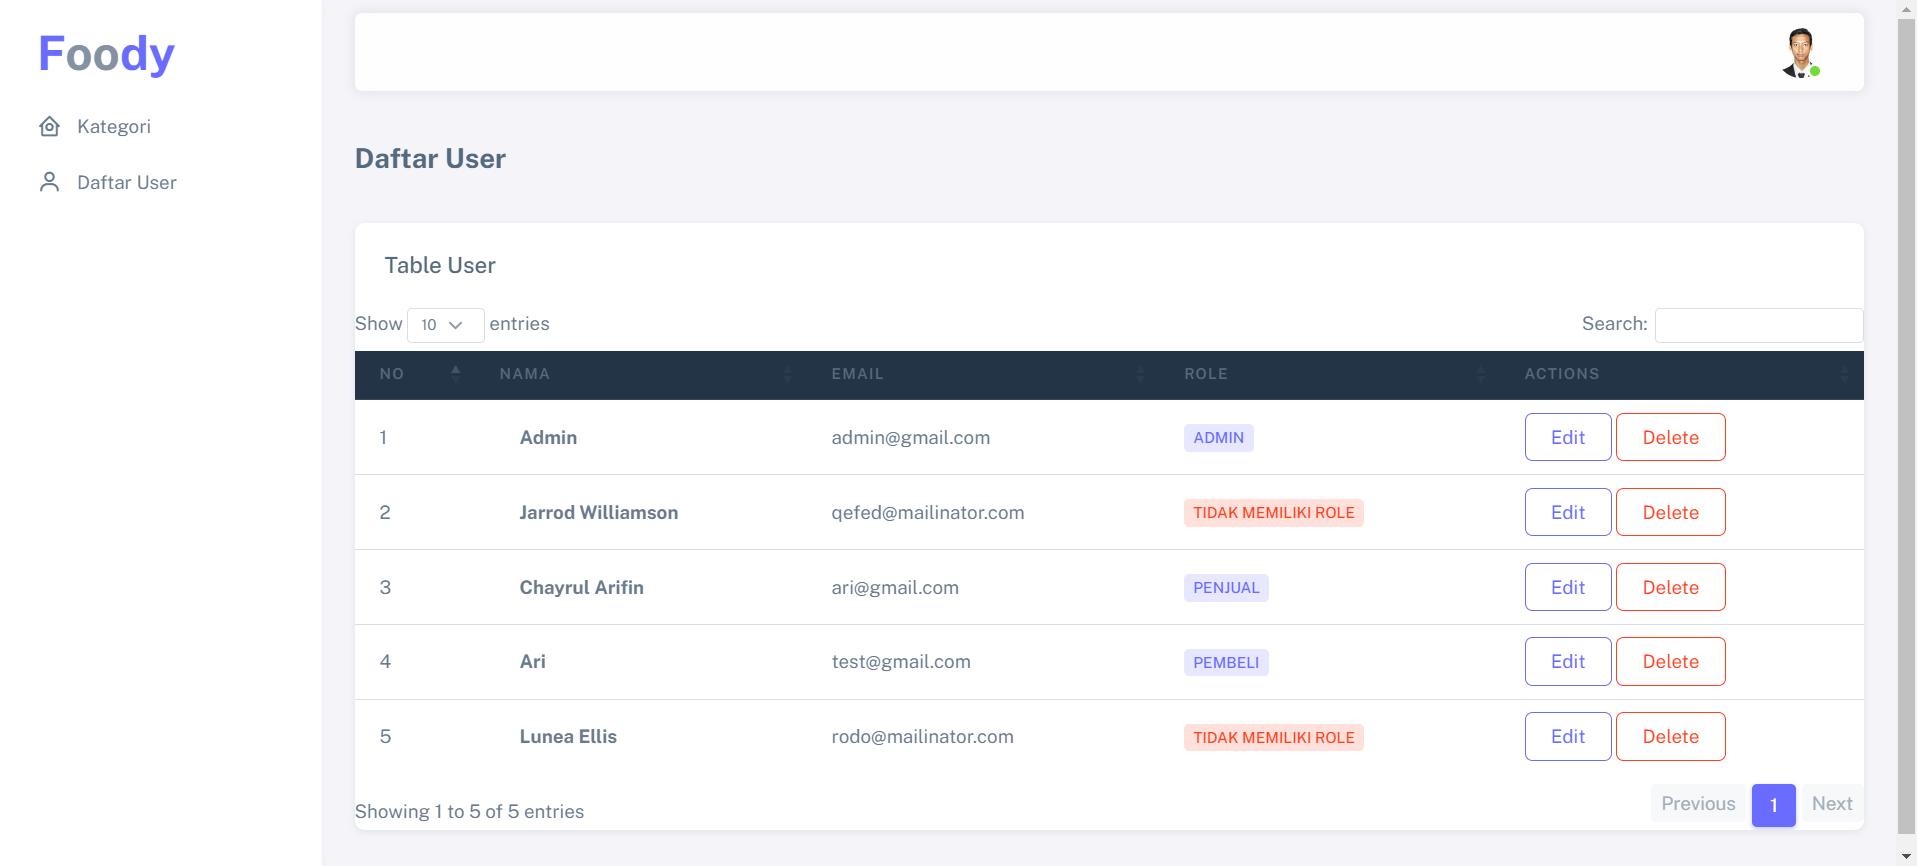 Foody
Kategori
Daftar User
Daftar User
Table User
Show 10 entries Search:
NO NAMA EMAIL ROLE ACTIONS
1 Admin admin@gmail.com ADMIN Edit Delete
2 Jarrod Williamson qefed@mailinator.com TIDAK MEMILIKI ROLE Edit Delete
3 Chayrul Arifin ari@gmail.com PENJUAL Edit Delete
4 Ari test@gmail.com PEMBELI Edit Delete
5 Lunea Ellis rodo@mailinator.com TIDAK MEMILIKI ROLE Edit Delete
Showing 1 to 5 of 5 entries Previous 1 Next